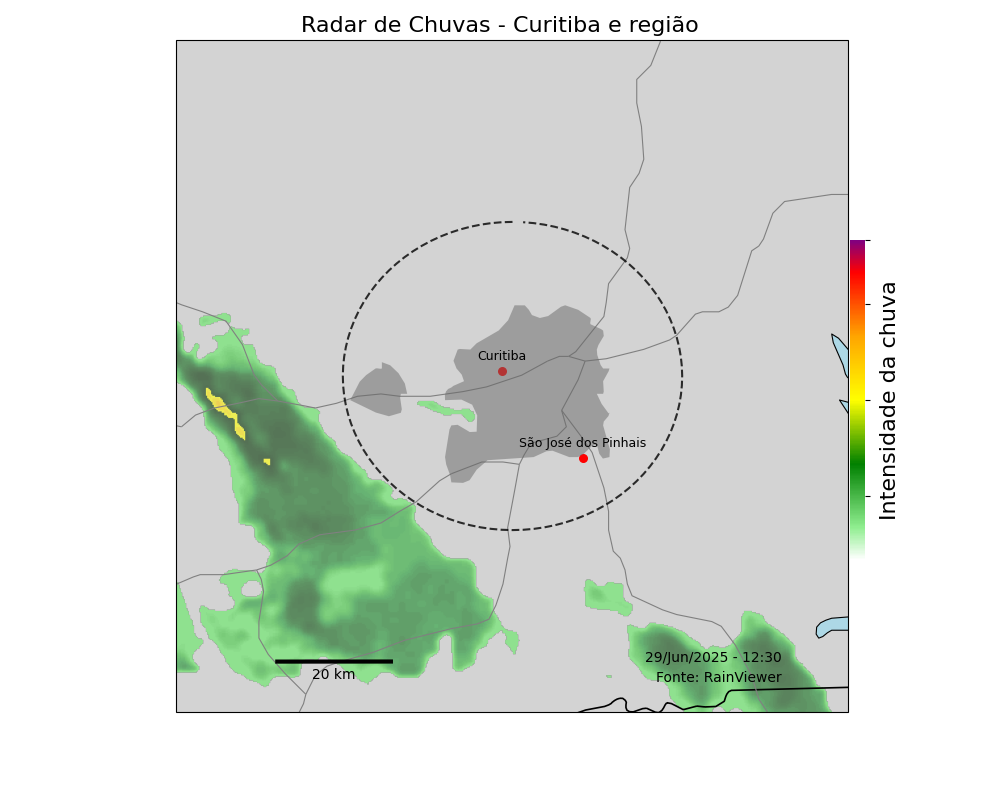 Radar de Chuvas - Curitiba e região
Curitiba
São José dos Pinhais
Intensidade da chuva
29/Jun/2025 - 12:30
Fonte: RainViewer
20 km